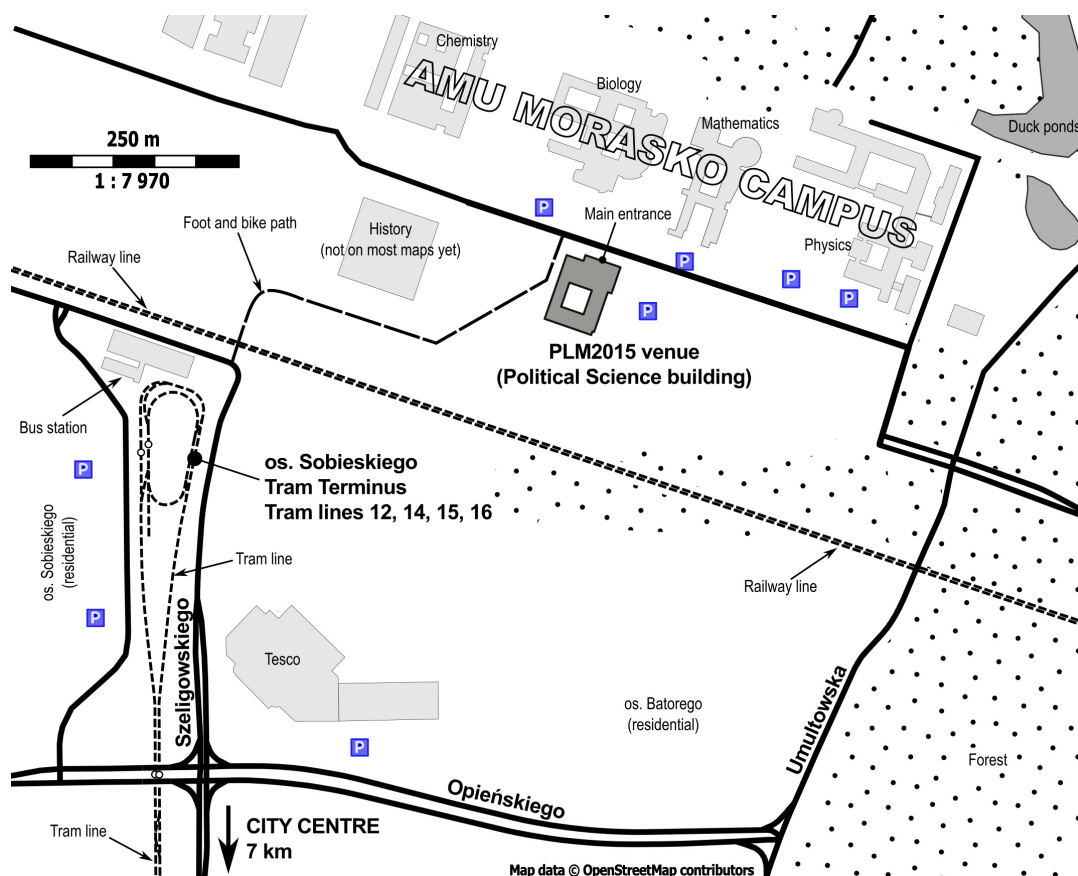 Chemistry
AMU MORASKO CAMPUS
Biology
Mathematics
Duck ponds
250 m
1 : 7 970
P
Main entrance
Foot and bike path
History
(not on most maps yet)
Physics
Railway line
P
P
P
P
PLM2015 venue
(Political Science building)
Bus station
P
os. Sobieskiego
Tram Terminus
Tram lines 12, 14, 15, 16
os. Sobieskiego
(residential)
Tram line
Railway line
P
Szeligowskiego
Tesco
os. Batorego
(residential)
Umultowska
P
Forest
Opieńskiego
Tram line
CITY CENTRE
7 km
Map data © OpenStreetMap contributors